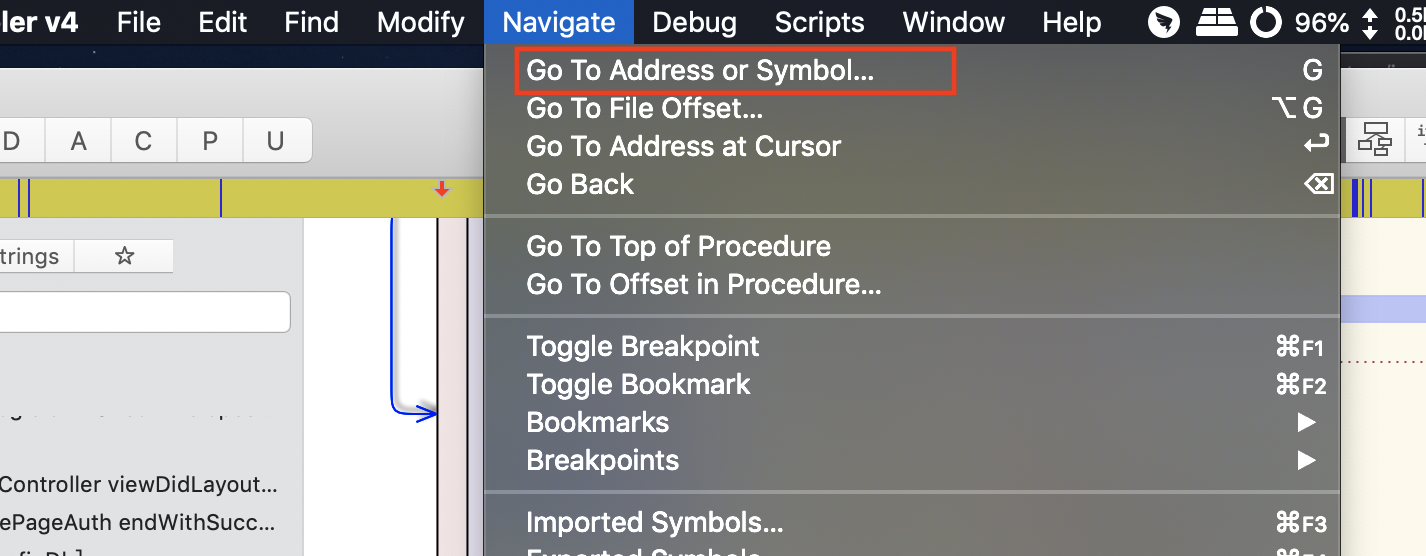 ler v4 File Edit Find Modify Navigate Debug Scripts Window Help 96% 0.5
0.0
Go To Address or Symbol... G
Go To File Offset... ⌥G
Go To Address at Cursor ↩
Go Back ⌫
D A C P U
trings ☆
Go To Top of Procedure
Go To Offset in Procedure...
Toggle Breakpoint ⌘F1
Toggle Bookmark ⌘F2
Bookmarks ▶
Breakpoints ▶
Controller viewDidLayout...
ePageAuth endWithSucc...
Imported Symbols... ⌘F3
Exported Symbols